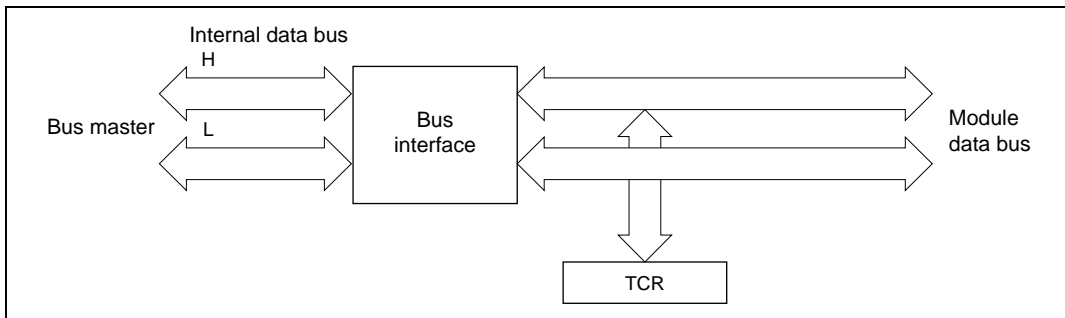 Internal data bus
H
Bus master
L
Bus
interface
Module
data bus
TCR